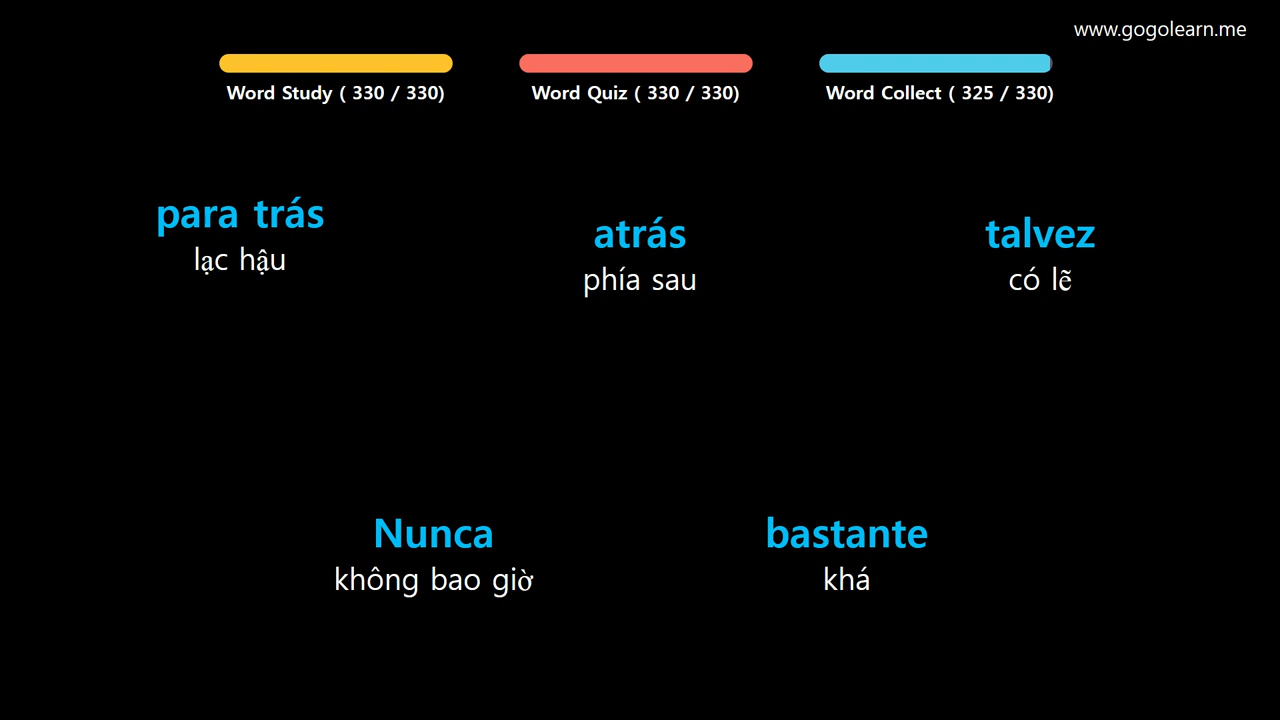 www.gogolearn.me
Word Study ( 330 / 330)
Word Quiz ( 330 / 330)
Word Collect ( 325 / 330)
para trás
lạc hậu
atrás
phía sau
talvez
có lẽ
Nunca
không bao giờ
bastante
khá